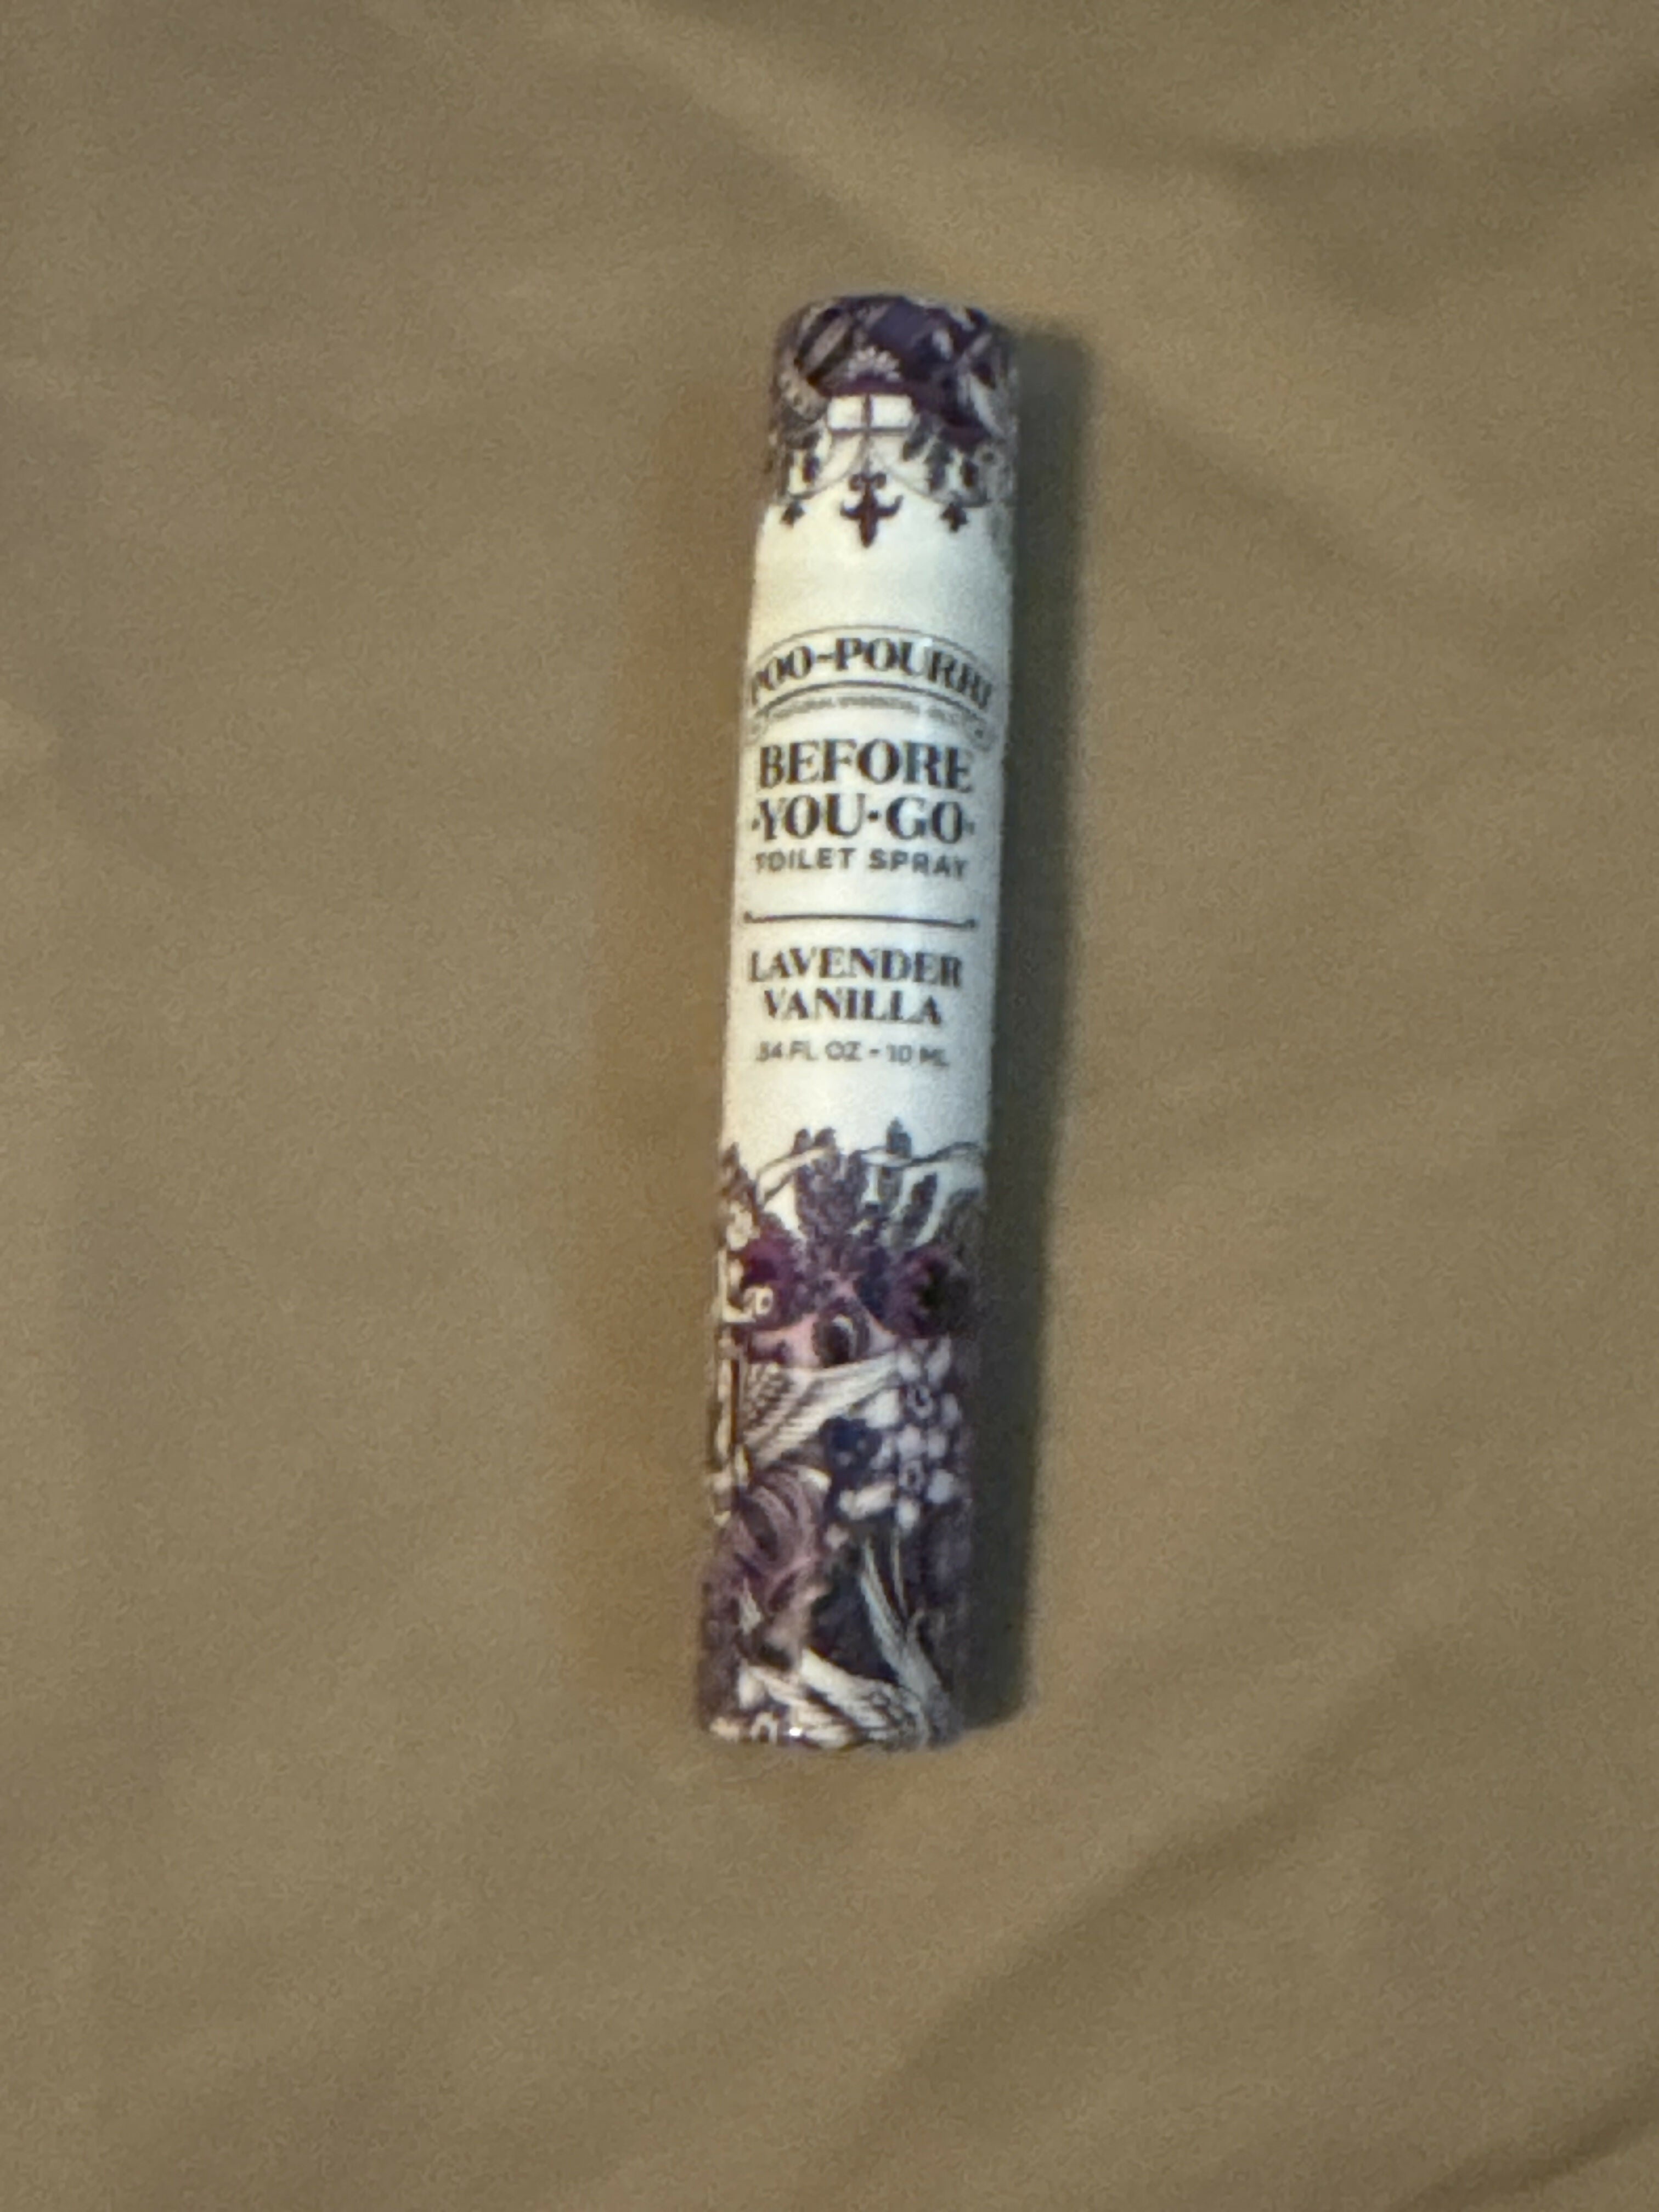 POO-POURRI
BEFORE
·YOU·GO·
TOILET SPRAY
LAVENDER
VANILLA
.34 FL OZ - 10 ML